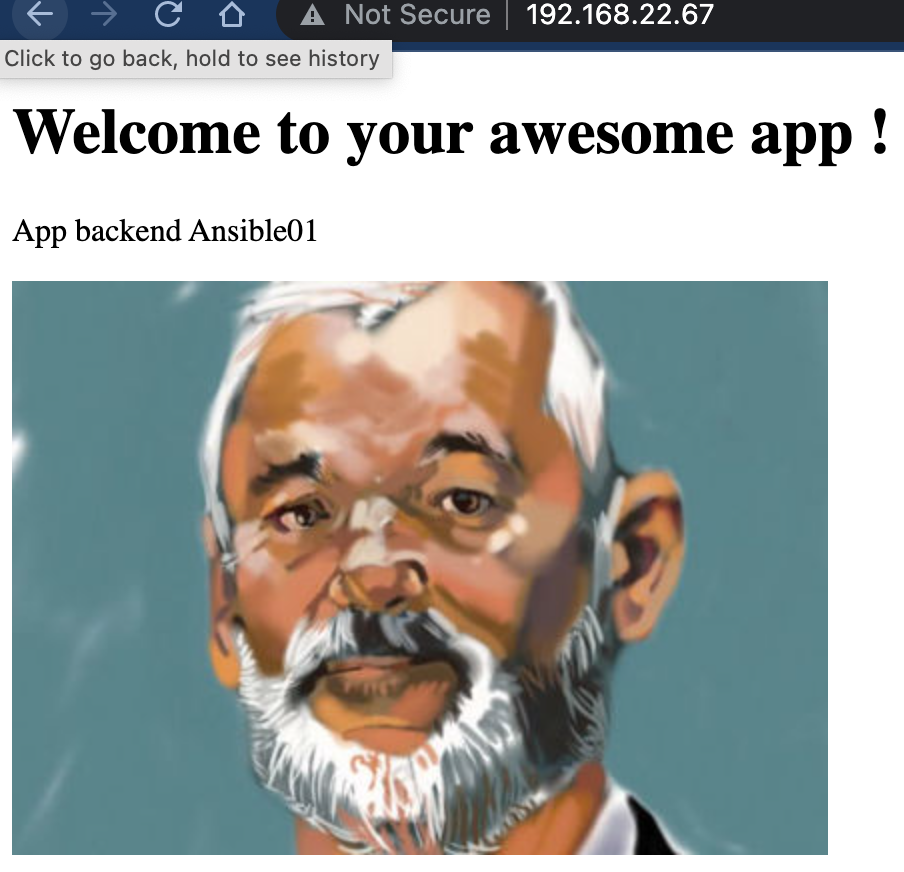 Not Secure | 192.168.22.67
Click to go back, hold to see history
Welcome to your awesome app !
App backend Ansible01